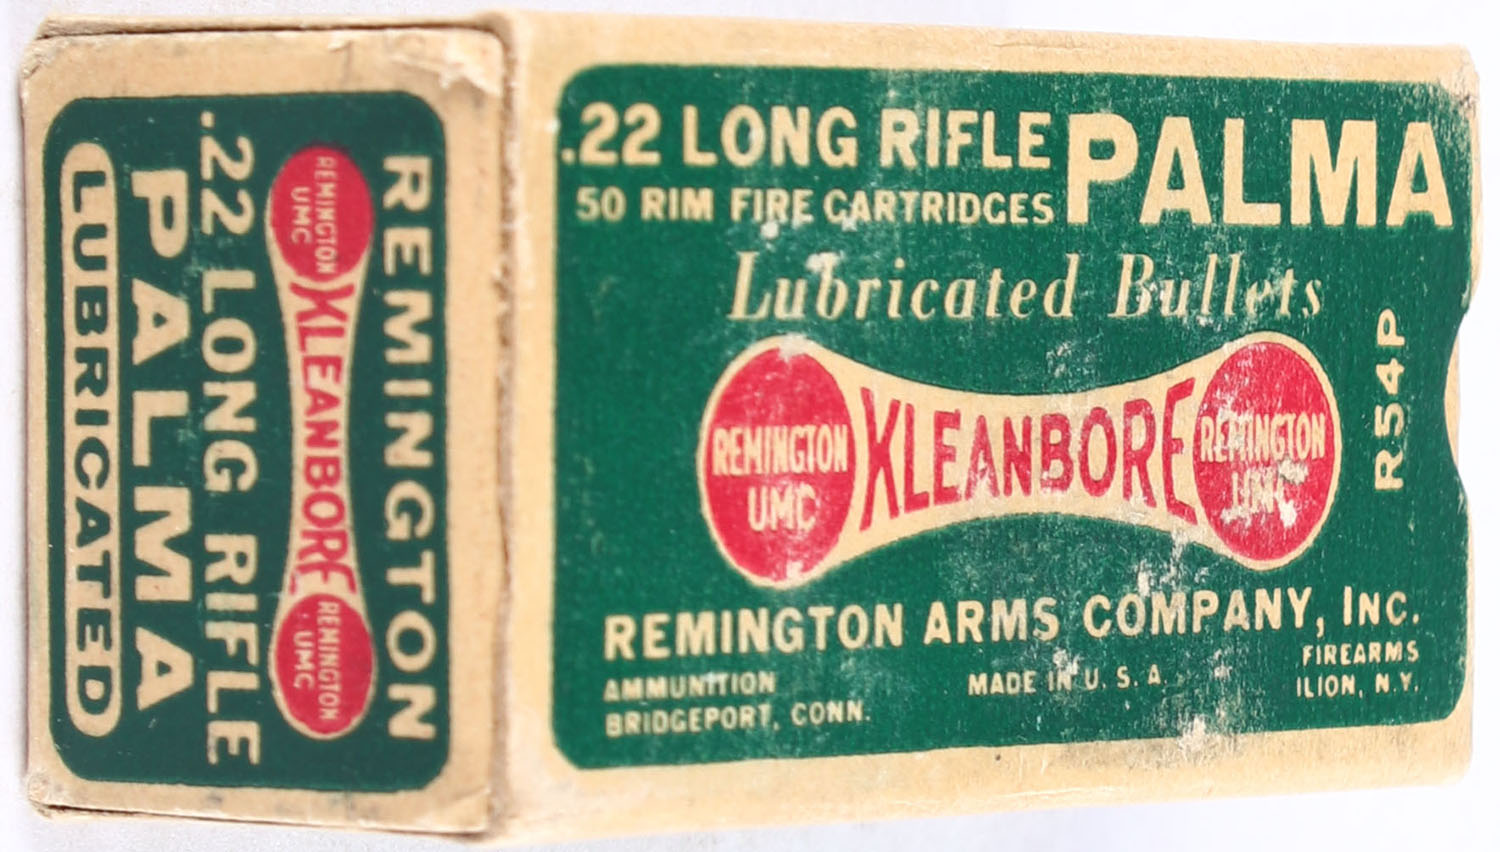 REMINGTON
REMINGTON
UMC
KLEANBORE
REMINGTON
UMC
.22 LONG RIFLE
PALMA
LUBRICATED
.22 LONG RIFLE PALMA
50 RIM FIRE CARTRIDGES
Lubricated Bullets
REMINGTON
UMC
KLEANBORE
REMINGTON
UMC
R54P
REMINGTON ARMS COMPANY, INC.
AMMUNITION
BRIDGEPORT, CONN.
MADE IN U. S. A.
FIREARMS
ILION, N.Y.